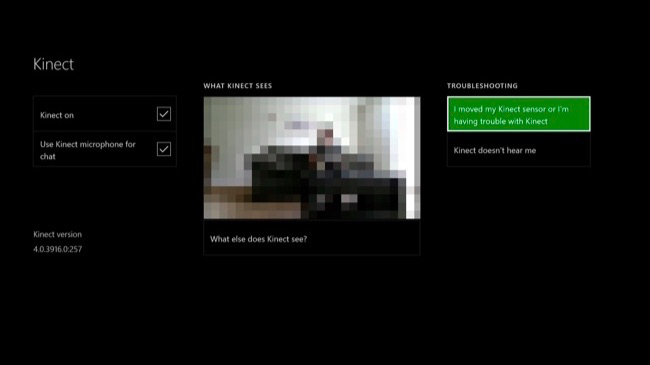 Kinect
Kinect on
Use Kinect microphone for
chat
Kinect version
4.0.3916.0:257
WHAT KINECT SEES
What else does Kinect see?
TROUBLESHOOTING
I moved my Kinect sensor or I'm
having trouble with Kinect
Kinect doesn't hear me